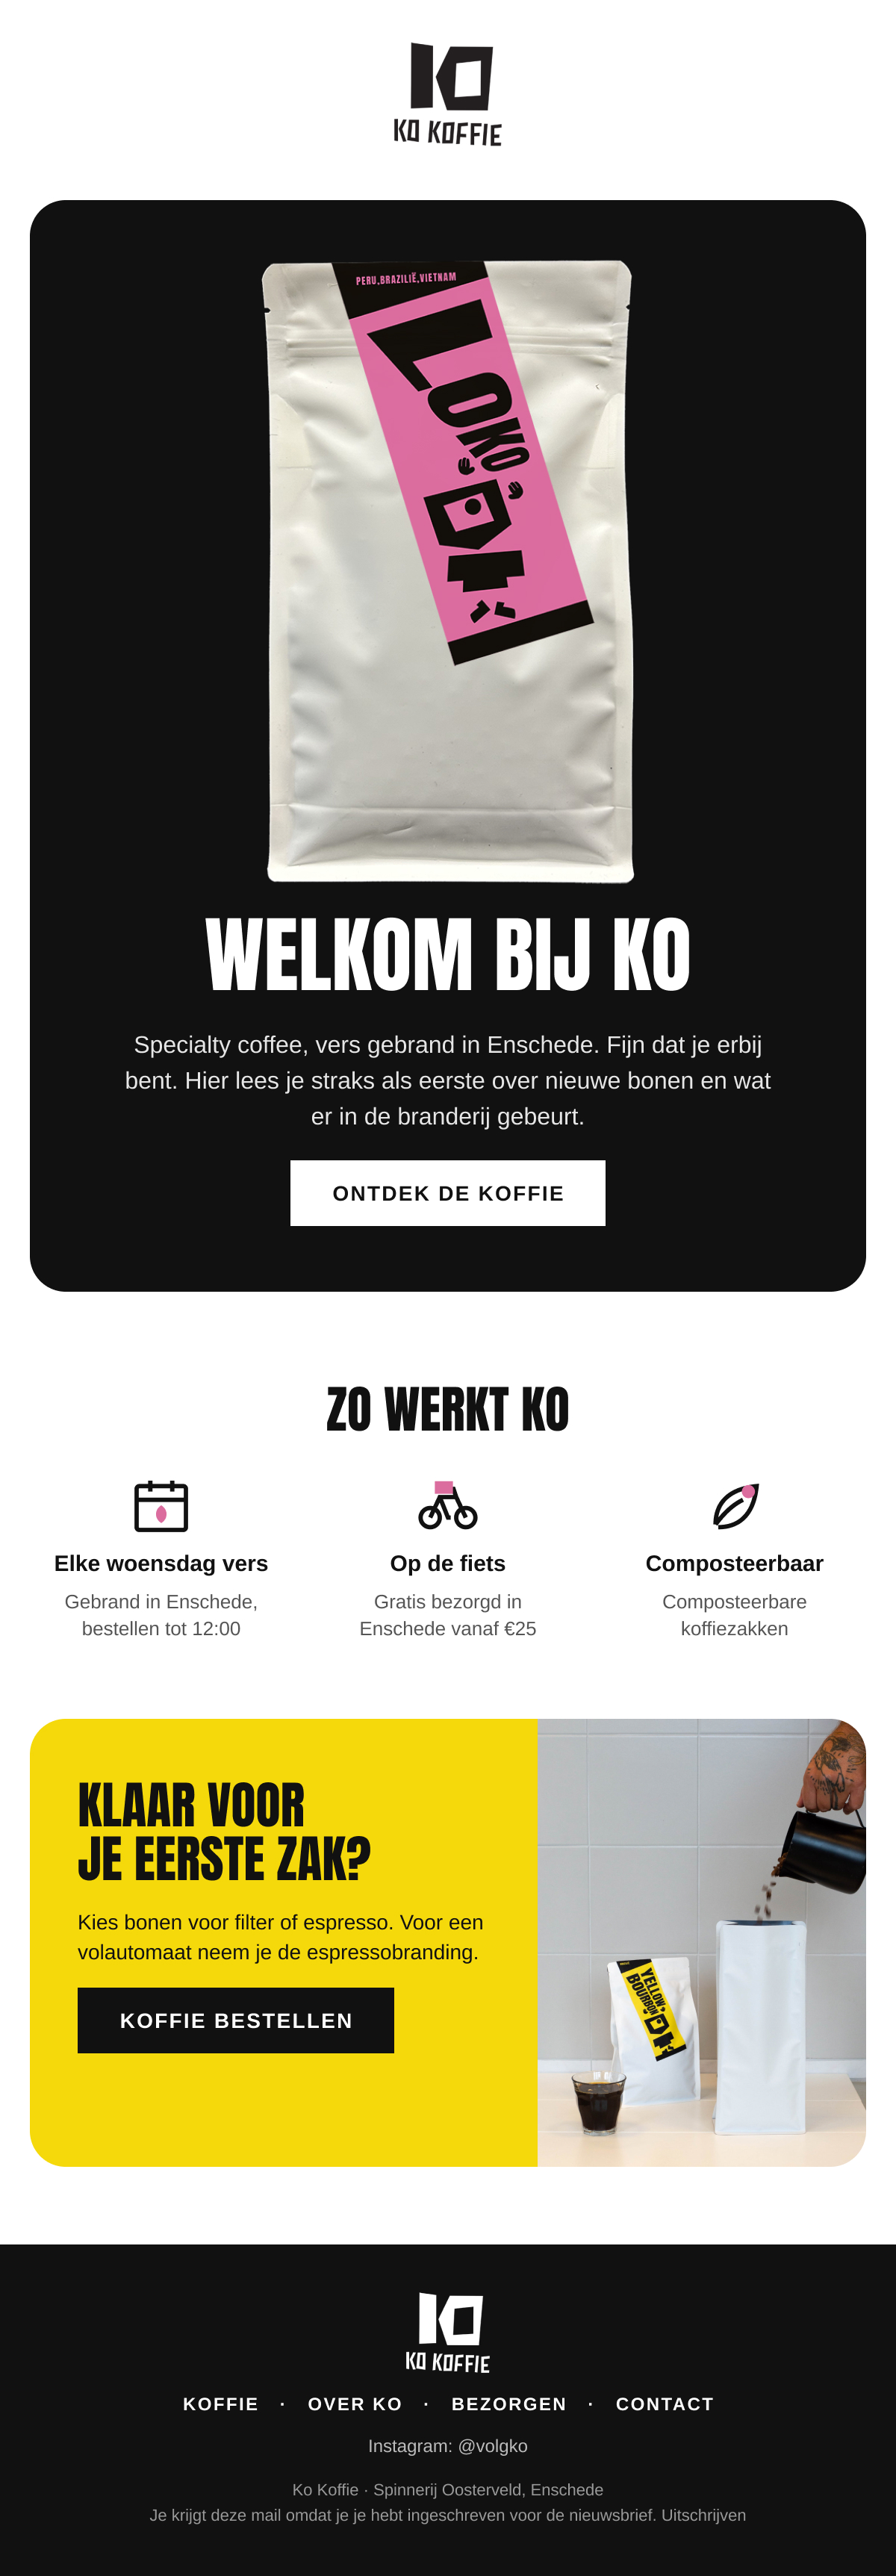 KO KOFFIE
PERU, BRAZILIË, VIETNAM
LOKO
WELKOM BIJ KO
Specialty coffee, vers gebrand in Enschede. Fijn dat je erbij
bent. Hier lees je straks als eerste over nieuwe bonen en wat
er in de branderij gebeurt.
ONTDEK DE KOFFIE
ZO WERKT KO
Elke woensdag vers
Gebrand in Enschede,
bestellen tot 12:00
Op de fiets
Gratis bezorgd in
Enschede vanaf €25
Composteerbaar
Composteerbare
koffiezakken
KLAAR VOOR
JE EERSTE ZAK?
Kies bonen voor filter of espresso. Voor een
volautomaat neem je de espressobranding.
KOFFIE BESTELLEN
YELLOW
BOURBON
KO KOFFIE
KOFFIE · OVER KO · BEZORGEN · CONTACT
Instagram: @volgko
Ko Koffie · Spinnerij Oosterveld, Enschede
Je krijgt deze mail omdat je je hebt ingeschreven voor de nieuwsbrief. Uitschrijven